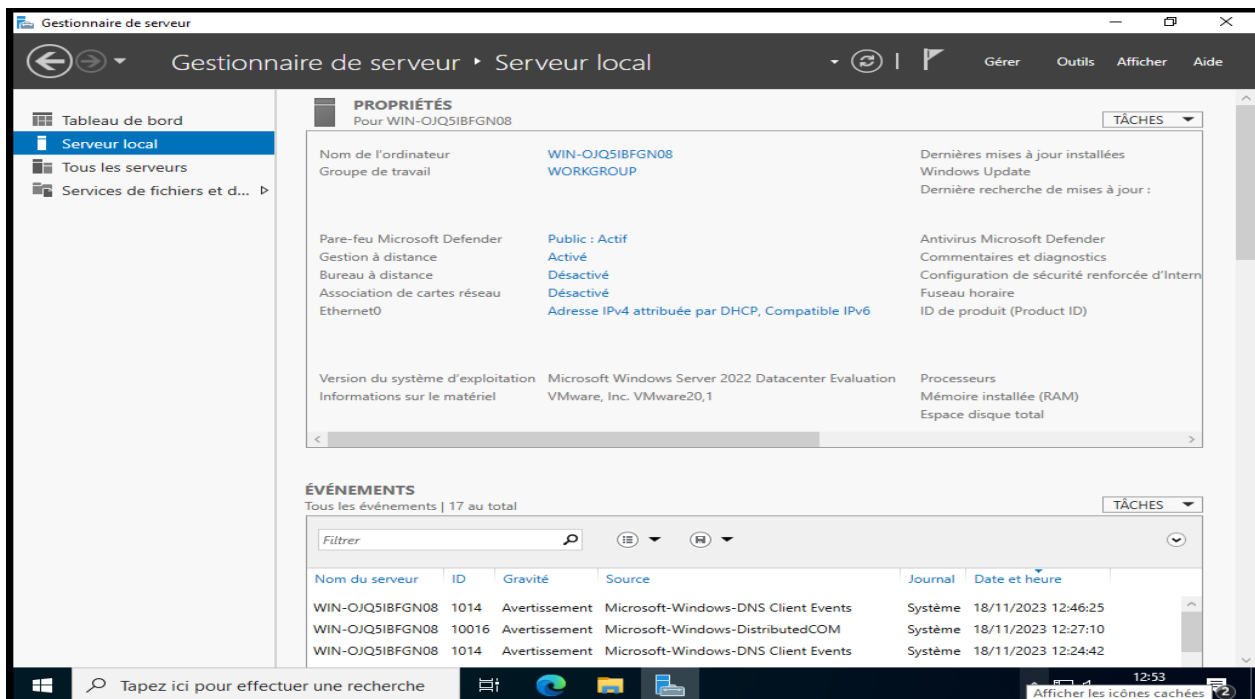 Gestionnaire de serveur
Gestionnaire de serveur ‣ Serveur local
Gérer Outils Afficher Aide
Tableau de bord
Serveur local
Tous les serveurs
Services de fichiers et d...
PROPRIÉTÉS
Pour WIN-OJQ5IBFGN08
TÂCHES
Nom de l'ordinateur WIN-OJQ5IBFGN08 Dernières mises à jour installées
Groupe de travail WORKGROUP Windows Update
Dernière recherche de mises à jour :
Pare-feu Microsoft Defender Public : Actif Antivirus Microsoft Defender
Gestion à distance Activé Commentaires et diagnostics
Bureau à distance Désactivé Configuration de sécurité renforcée d'Intern
Association de cartes réseau Désactivé Fuseau horaire
Ethernet0 Adresse IPv4 attribuée par DHCP, Compatible IPv6 ID de produit (Product ID)
Version du système d'exploitation Microsoft Windows Server 2022 Datacenter Evaluation Processeurs
Informations sur le matériel VMware, Inc. VMware20,1 Mémoire installée (RAM)
Espace disque total
ÉVÉNEMENTS
Tous les événements | 17 au total
TÂCHES
Filtrer
Nom du serveur ID Gravité Source Journal Date et heure
WIN-OJQ5IBFGN08 1014 Avertissement Microsoft-Windows-DNS Client Events Système 18/11/2023 12:46:25
WIN-OJQ5IBFGN08 10016 Avertissement Microsoft-Windows-DistributedCOM Système 18/11/2023 12:27:10
WIN-OJQ5IBFGN08 1014 Avertissement Microsoft-Windows-DNS Client Events Système 18/11/2023 12:24:42
Tapez ici pour effectuer une recherche
12:53
Afficher les icônes cachées
2